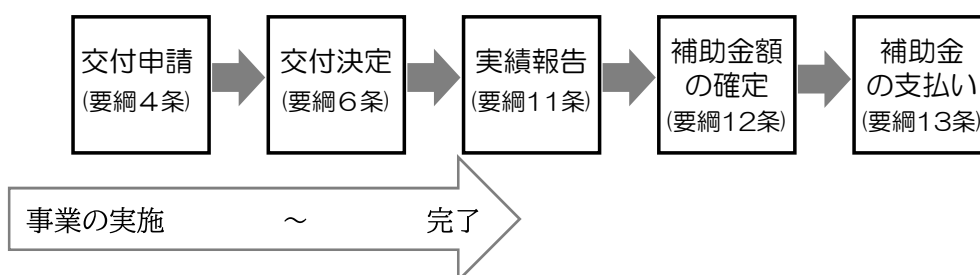 交付申請
(要綱4条)
交付決定
(要綱6条)
実績報告
(要綱11条)
補助金額
の確定
(要綱12条)
補助金
の支払い
(要綱13条)
事業の実施 ～ 完了